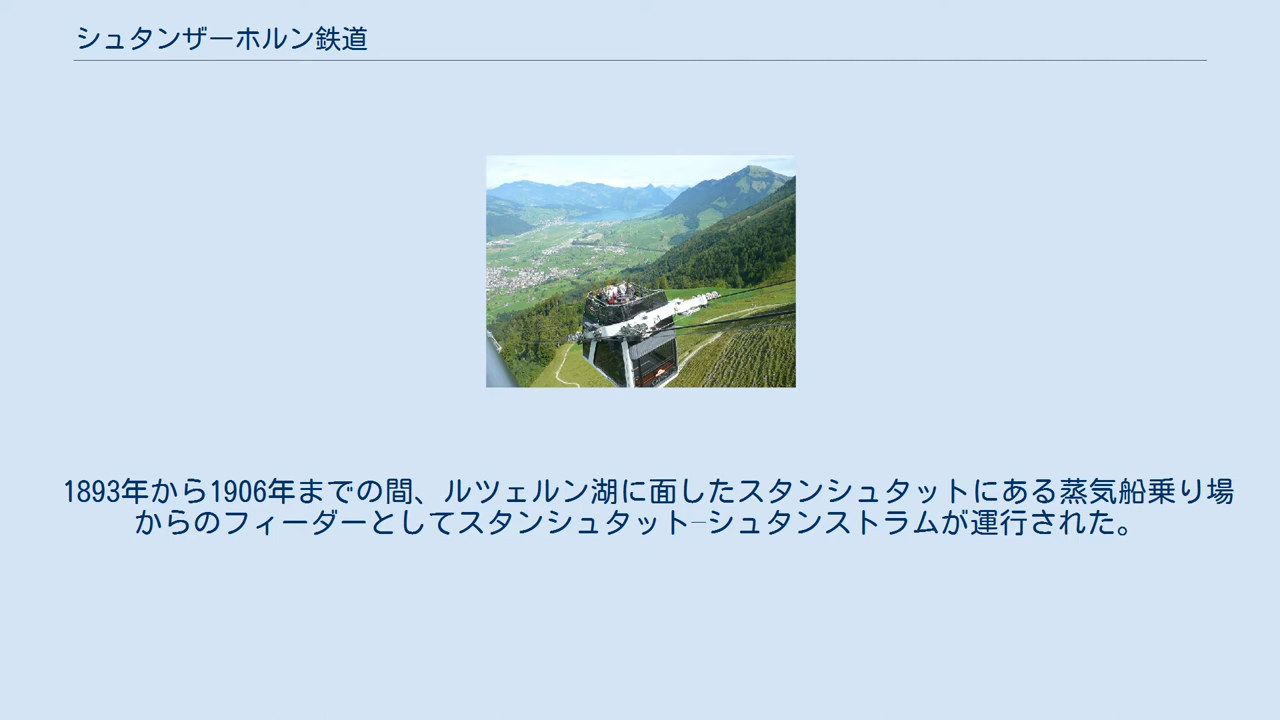 シュタンザーホルン鉄道
1893年から1906年までの間、ルツェルン湖に面したスタンシュタットにある蒸気船乗り場
からのフィーダーとしてスタンシュタット–シュタンストラムが運行された。